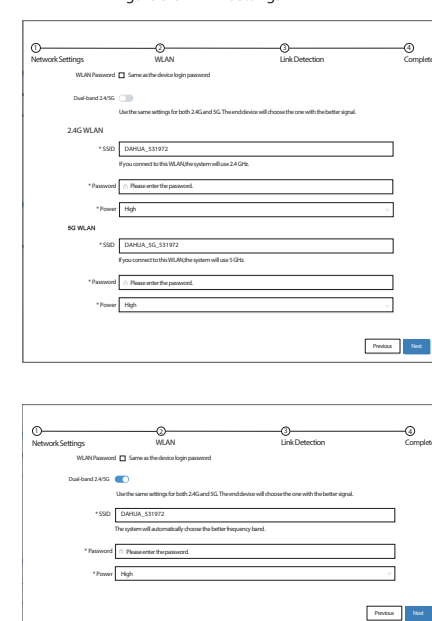 ① ② ③ ④
Network Settings WLAN Link Detection Complete
WLAN Password Same as the device login password
Dual-band 2.4/5G
Use the same settings for both 2.4G and 5G. The end device will choose the one with the better signal.
2.4G WLAN
* SSID DAHUA_531972
If you connect to this WLAN,the system will use 2.4 GHz.
* Password Please enter the password.
* Power High
5G WLAN
* SSID DAHUA_5G_531972
If you connect to this WLAN,the system will use 5 GHz.
* Password Please enter the password.
* Power High
Previous Next
① ② ③ ④
Network Settings WLAN Link Detection Complete
WLAN Password Same as the device login password
Dual-band 2.4/5G
Use the same settings for both 2.4G and 5G. The end device will choose the one with the better signal.
* SSID DAHUA_531972
The system will automatically choose the better frequency band.
* Password Please enter the password.
* Power High
Previous Next